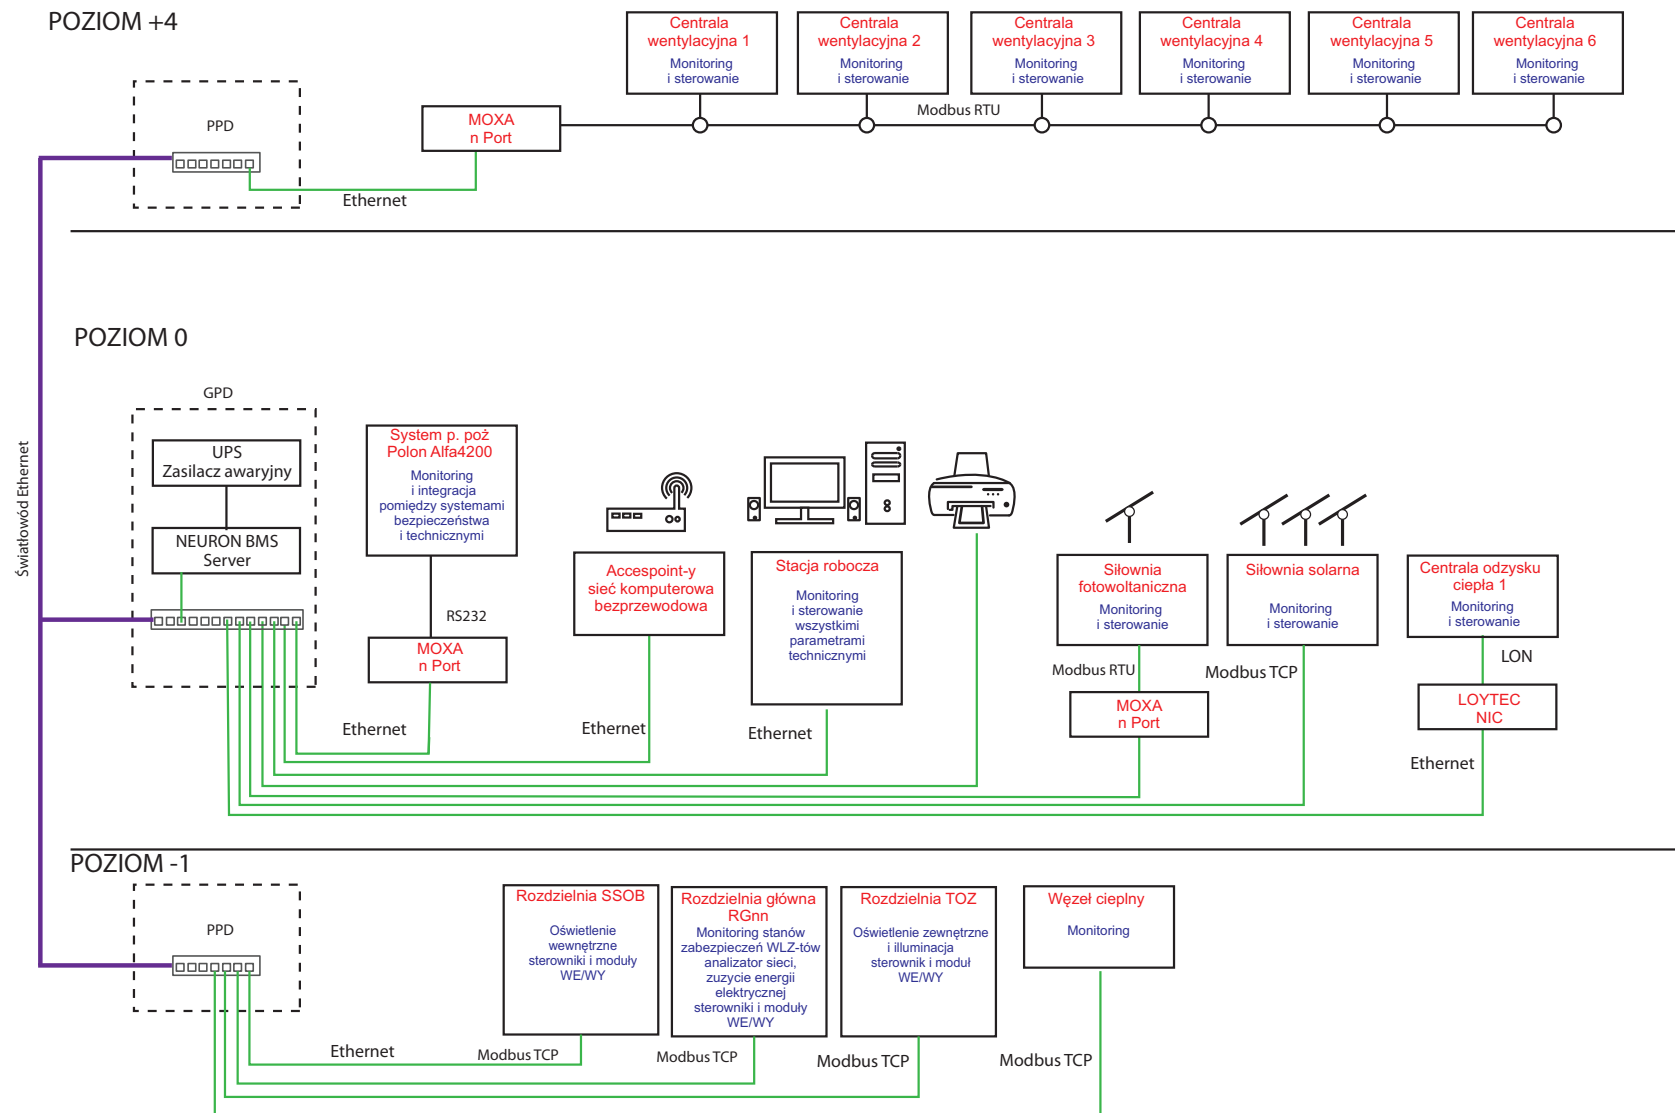 POZIOM +4
PPD
Ethernet
MOXA
n Port
Centrala
wentylacyjna 1
Monitoring
i sterowanie
Centrala
wentylacyjna 2
Monitoring
i sterowanie
Centrala
wentylacyjna 3
Monitoring
i sterowanie
Centrala
wentylacyjna 4
Monitoring
i sterowanie
Centrala
wentylacyjna 5
Monitoring
i sterowanie
Centrala
wentylacyjna 6
Monitoring
i sterowanie
Modbus RTU
Światłowód Ethernet
POZIOM 0
GPD
UPS
Zasilacz awaryjny
NEURON BMS
Server
System p. poż
Polon Alfa4200
Monitoring
i integracja
pomiędzy systemami
bezpieczeństwa
i technicznymi
RS232
MOXA
n Port
Ethernet
Accespoint-y
sieć komputerowa
bezprzewodowa
Ethernet
Stacja robocza
Monitoring
i sterowanie
wszystkimi
parametrami
technicznymi
Ethernet
Siłownia
fotowoltaniczna
Monitoring
i sterowanie
Modbus RTU
MOXA
n Port
Siłownia solarna
Monitoring
i sterowanie
Modbus TCP
Centrala odzysku
ciepła 1
Monitoring
i sterowanie
LON
LOYTEC
NIC
Ethernet
POZIOM -1
PPD
Ethernet
Rozdzielnia SSOB
Oświetlenie
wewnętrzne
sterowniki i moduły
WE/WY
Modbus TCP
Rozdzielnia główna
RGnn
Monitoring stanów
zabezpieczeń WLZ-tów
analizator sieci,
zuzycie energii
elektrycznej
sterowniki i moduły
WE/WY
Modbus TCP
Rozdzielnia TOZ
Oświetlenie zewnętrzne
i illuminacja
sterownik i moduł
WE/WY
Modbus TCP
Węzeł cieplny
Monitoring
Modbus TCP